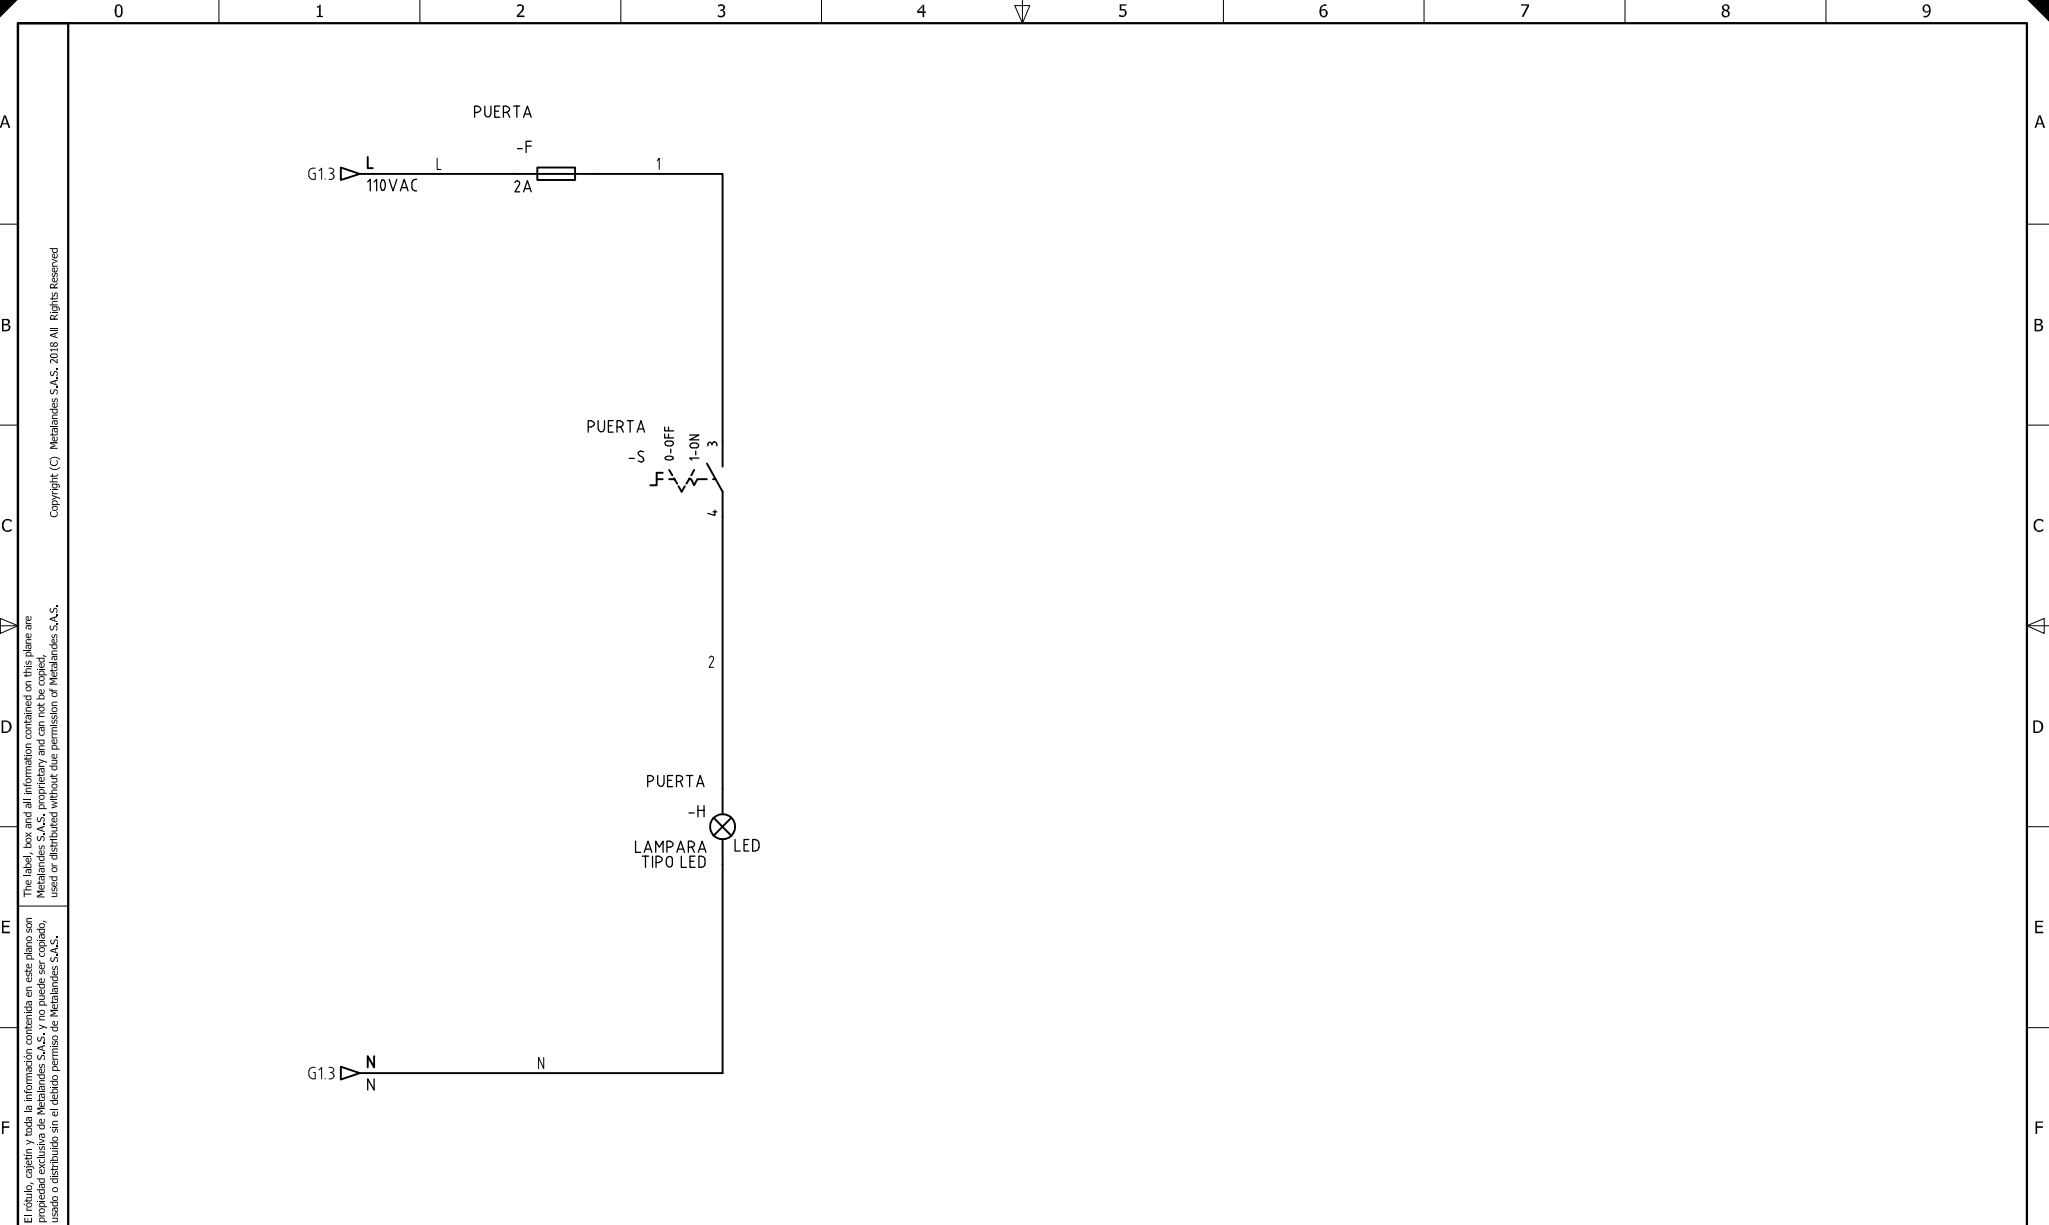 0 1 2 3 4 5 6 7 8 9
A A
B B
C C
D D
E E
F F
PUERTA
-F
G1.3 L L 1
110VAC 2A
PUERTA
-S
0-OFF
1-ON
3
4
2
PUERTA
-H
LAMPARA LED
TIPO LED
G1.3 N N
N
Copyright (C) Metalandes S.A.S. 2018 All Rights Reserved
The label, box and all information contained on this plane are
Metalandes S.A.S. proprietary and can not be copied,
used or distributed without due permission of Metalandes S.A.S.
El rótulo, cajetín y toda la información contenida en este plano son
propiedad exclusiva de Metalandes S.A.S. y no puede ser copiado,
usado o distribuido sin el debido permiso de Metalandes S.A.S.